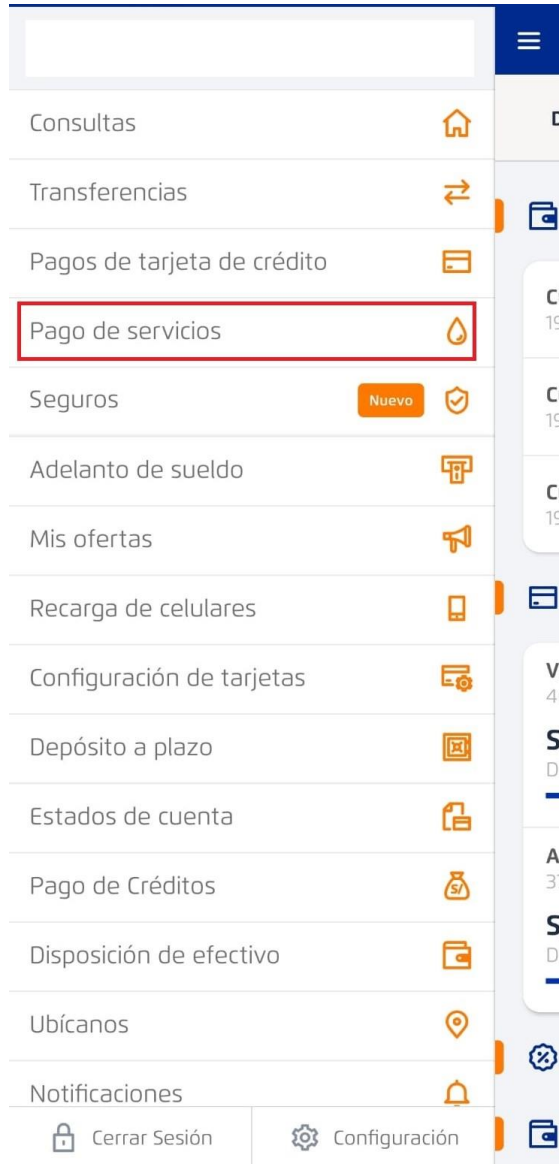 Consultas
Transferencias
Pagos de tarjeta de crédito
Pago de servicios
Seguros Nuevo
Adelanto de sueldo
Mis ofertas
Recarga de celulares
Configuración de tarjetas
Depósito a plazo
Estados de cuenta
S/
Pago de Créditos
Disposición de efectivo
Ubícanos
Notificaciones
Cerrar Sesión Configuración